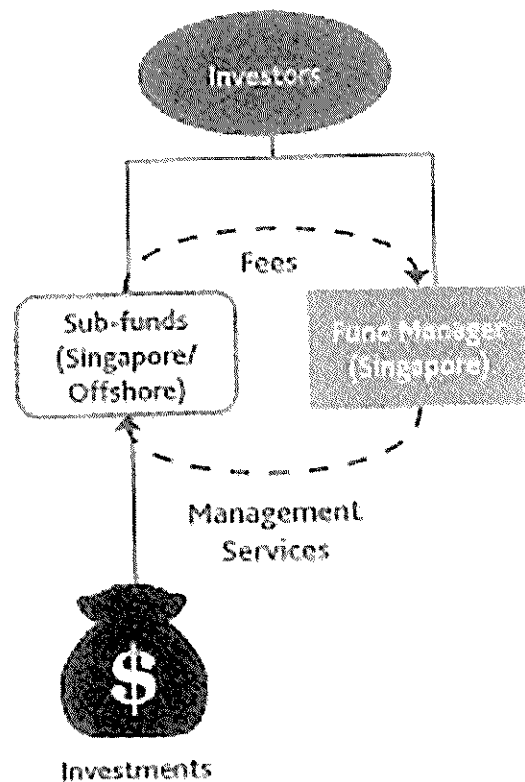 Investors
Fees
Sub-funds
(Singapore/
Offshore)
Fund Manager
(Singapore)
Management
Services
$
Investments